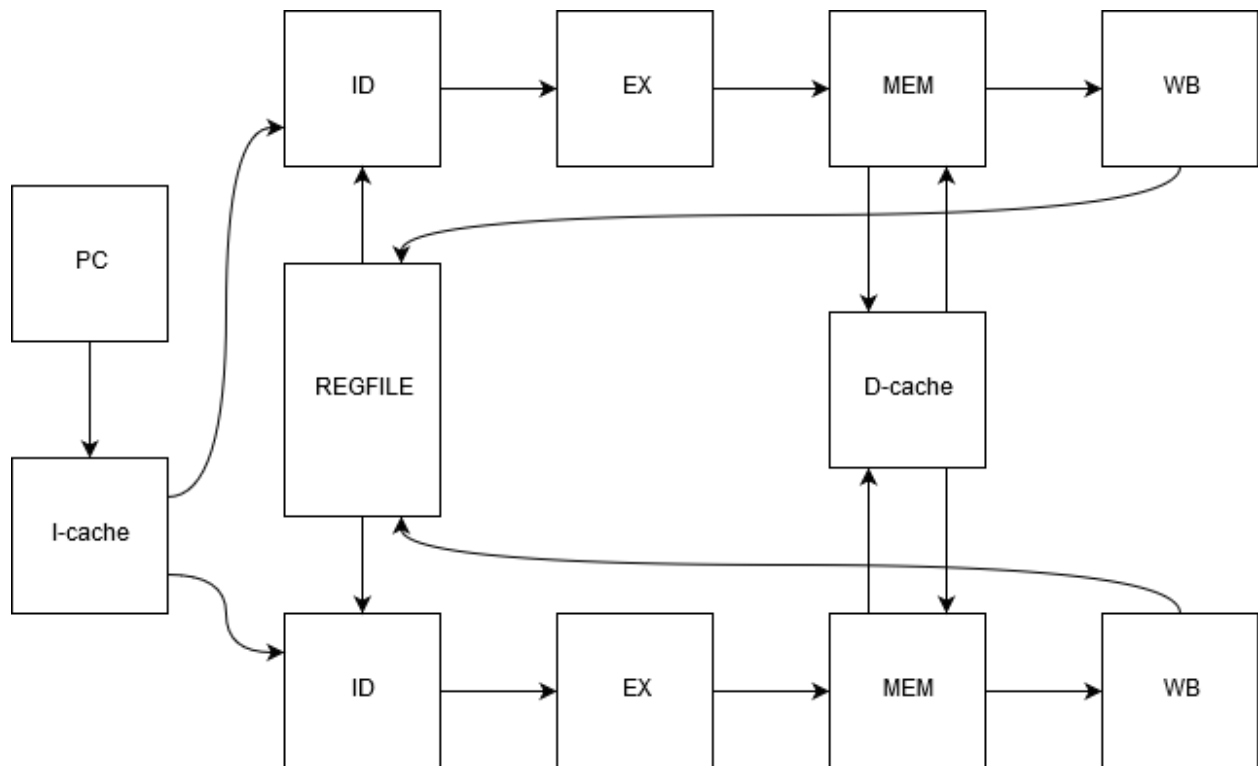 ID
EX
MEM
WB
PC
REGFILE
D-cache
I-cache
ID
EX
MEM
WB